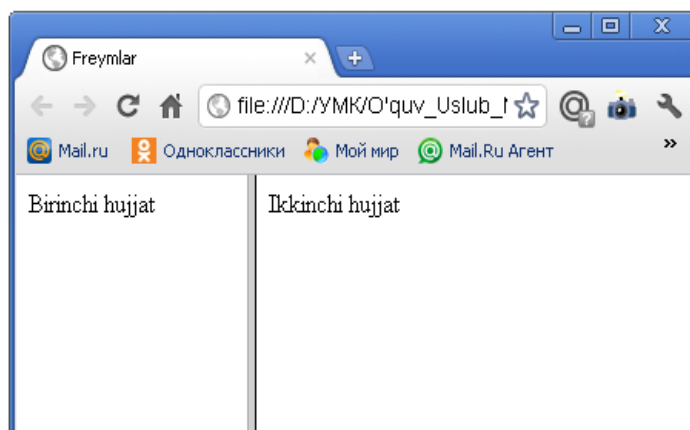 Freymlar
file:///D:/УМК/O'quv_Uslub_
Mail.ru Одноклассники Мой мир Mail.Ru Агент »
Birinchi hujjat Ikkinchi hujjat